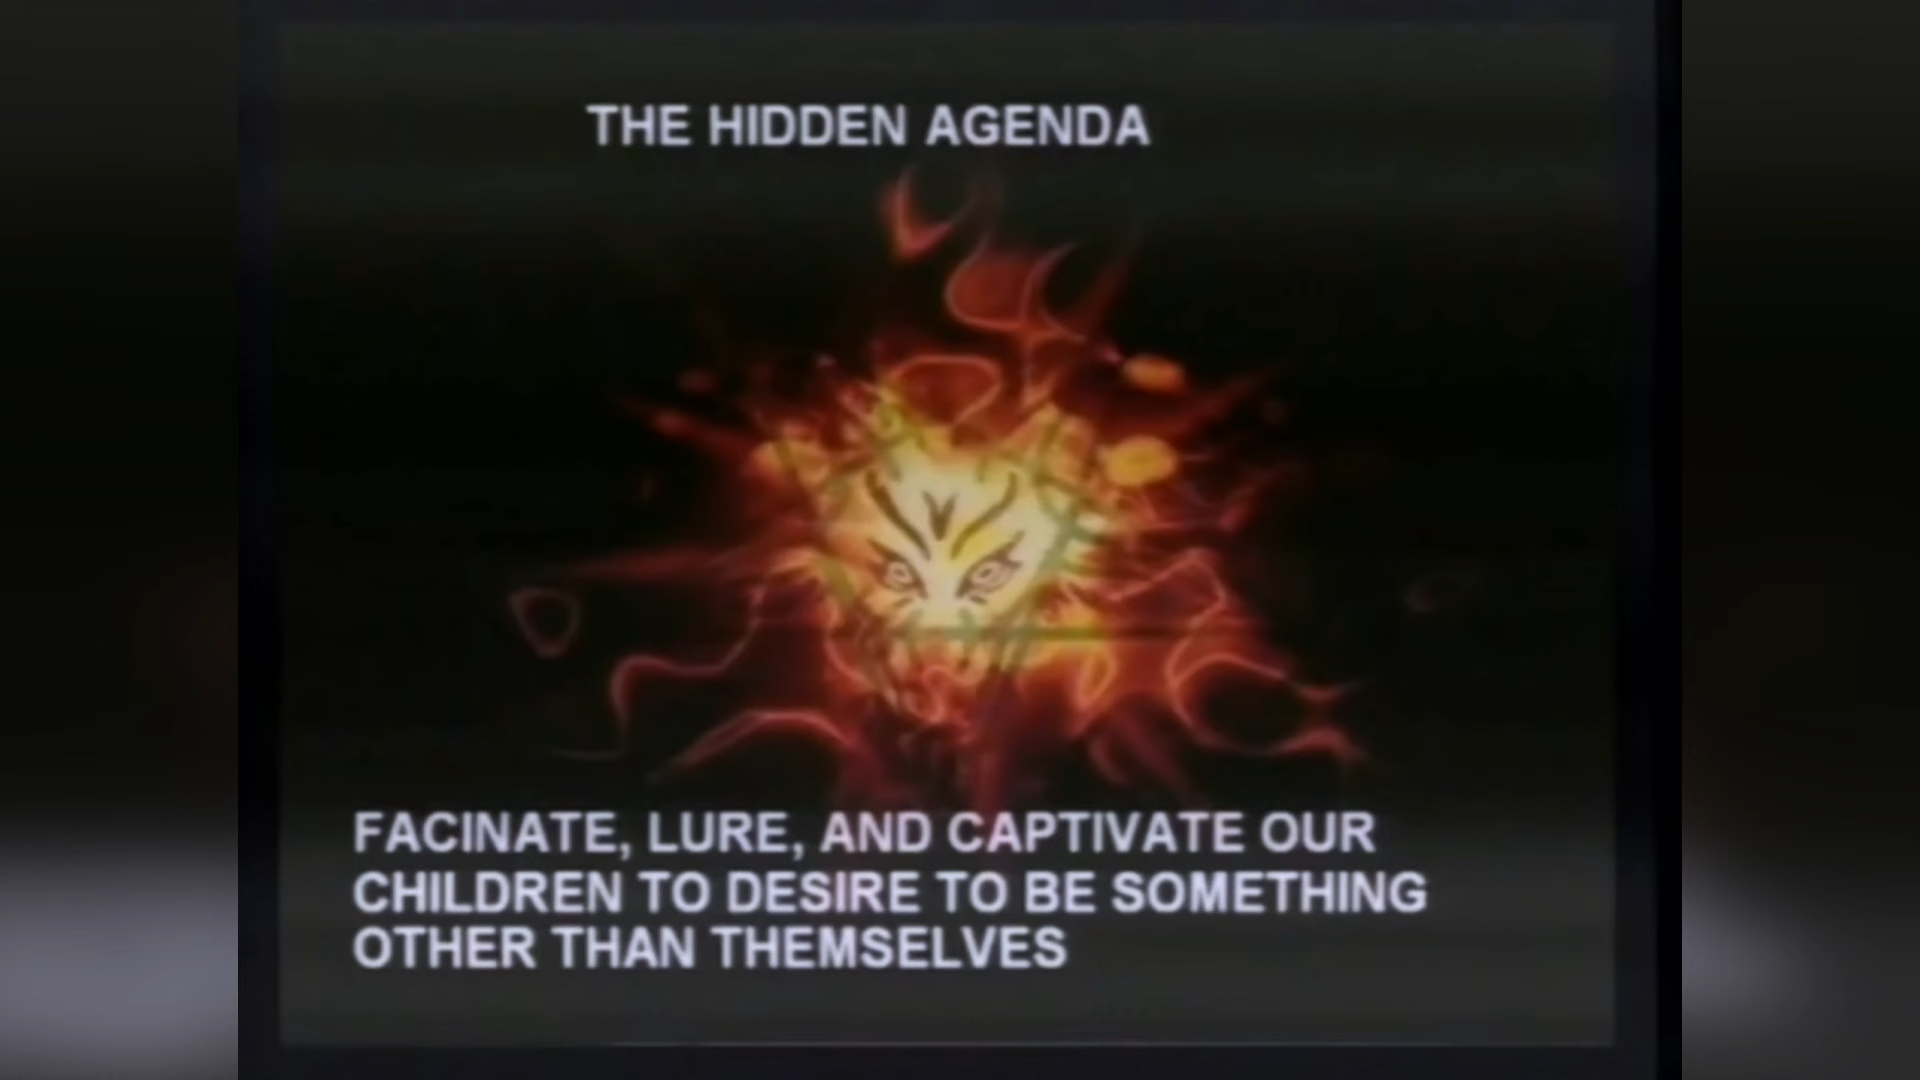 THE HIDDEN AGENDA
FACINATE, LURE, AND CAPTIVATE OUR
CHILDREN TO DESIRE TO BE SOMETHING
OTHER THAN THEMSELVES